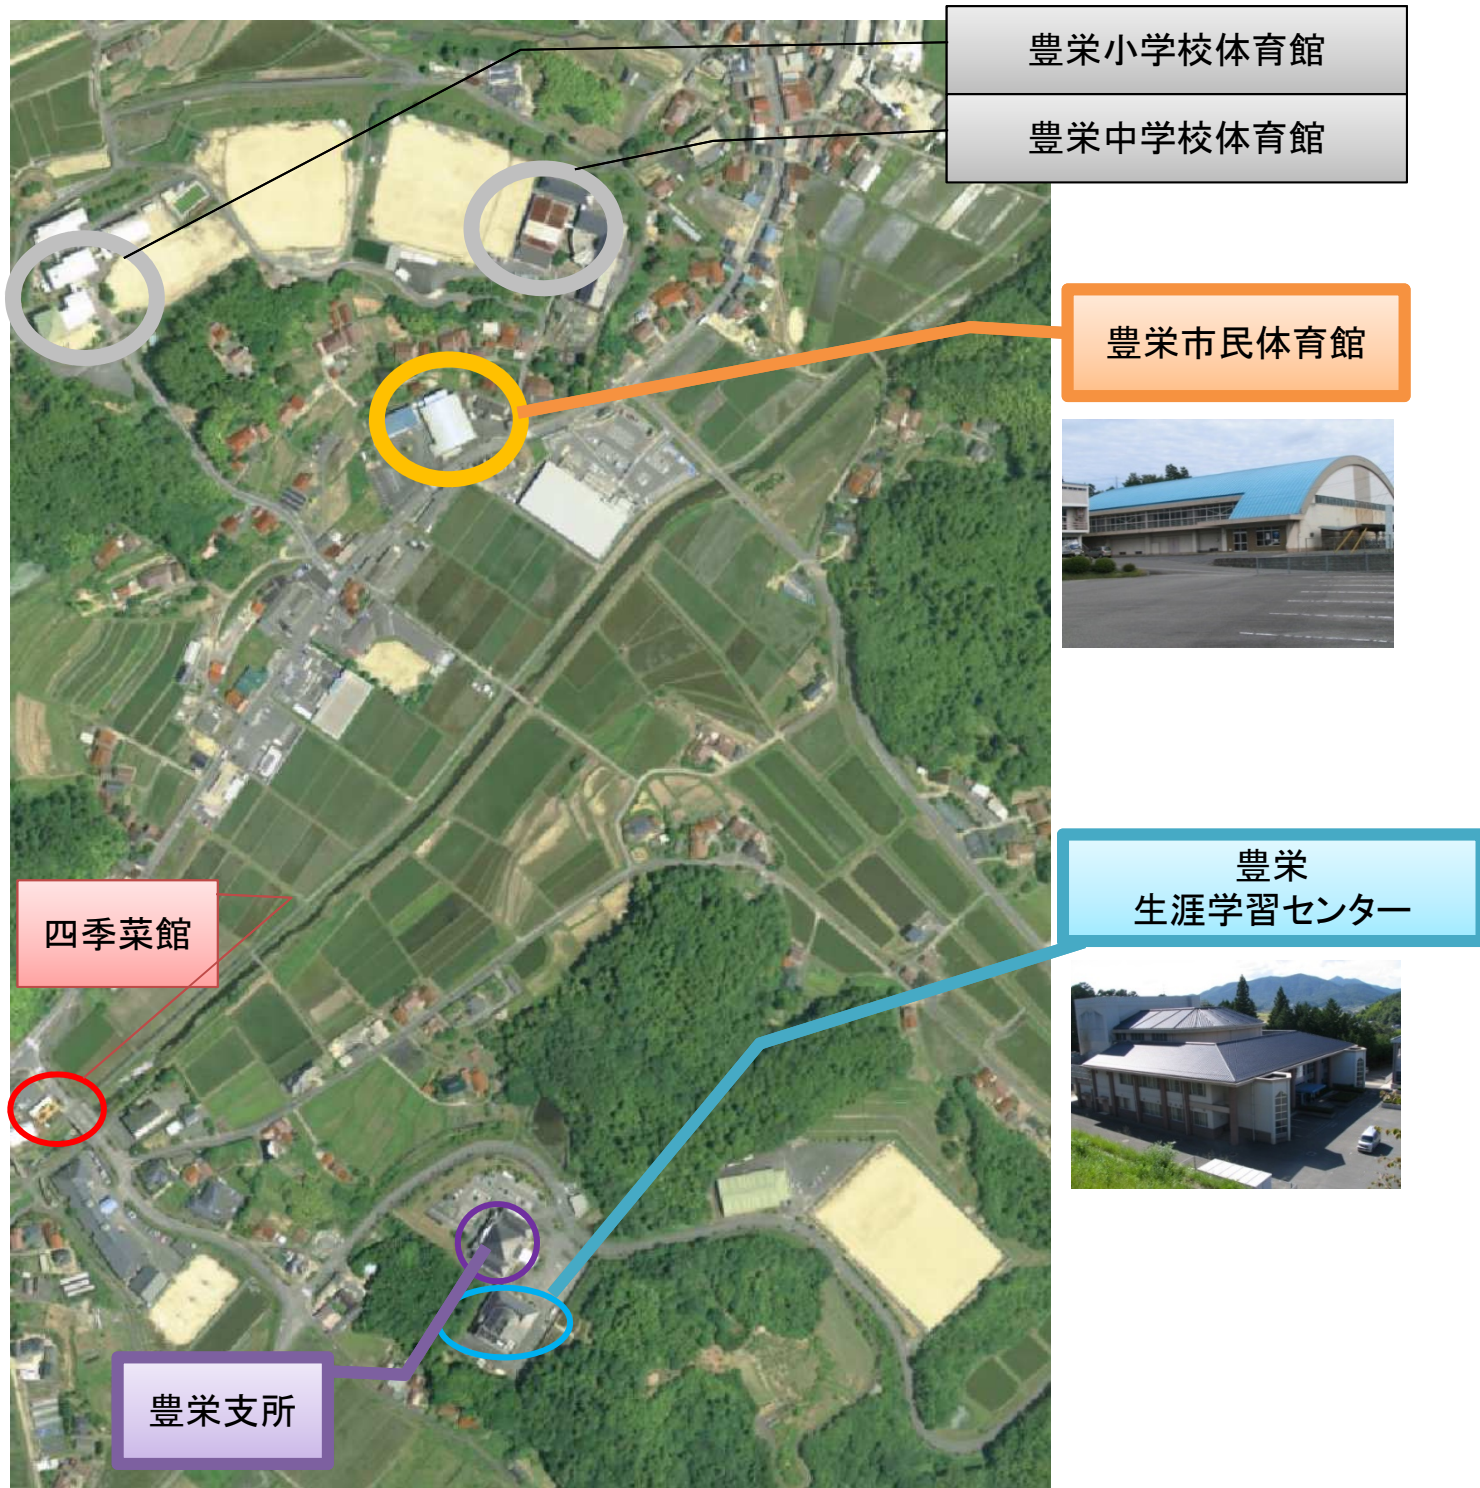 豊栄小学校体育館
豊栄中学校体育館
豊栄市民体育館
豊栄
生涯学習センター
四季菜館
豊栄支所